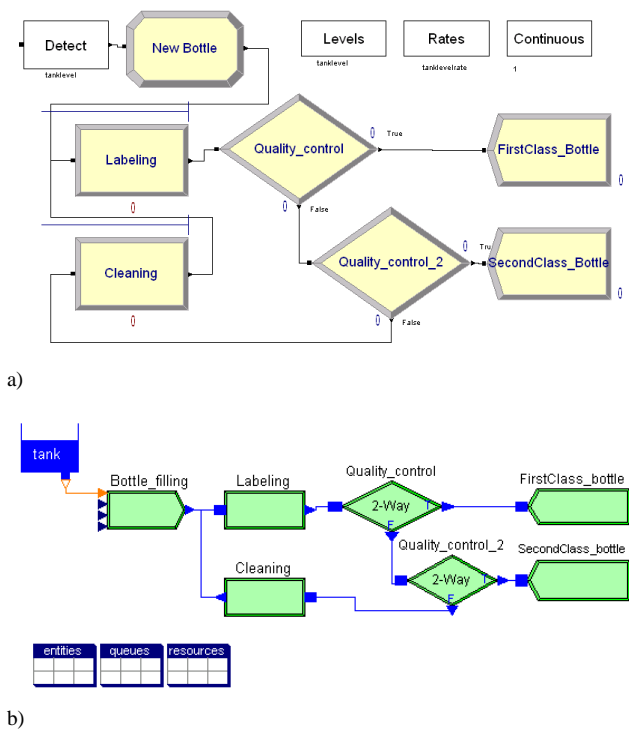 Detect
New Bottle
Levels
Rates
Continuous
tanklevel
tanklevel
tanklevelrate
1
Labeling
Quality_control
0
True
FirstClass_Bottle
0
0
0
False
Cleaning
Quality_control_2
0
Tru
SecondClass_Bottle
0
0
0
False
a)
tank
Bottle_filling
Labeling
Quality_control
2-Way
T
F
FirstClass_bottle
Cleaning
Quality_control_2
2-Way
T
F
SecondClass_bottle
entities
queues
resources
b)